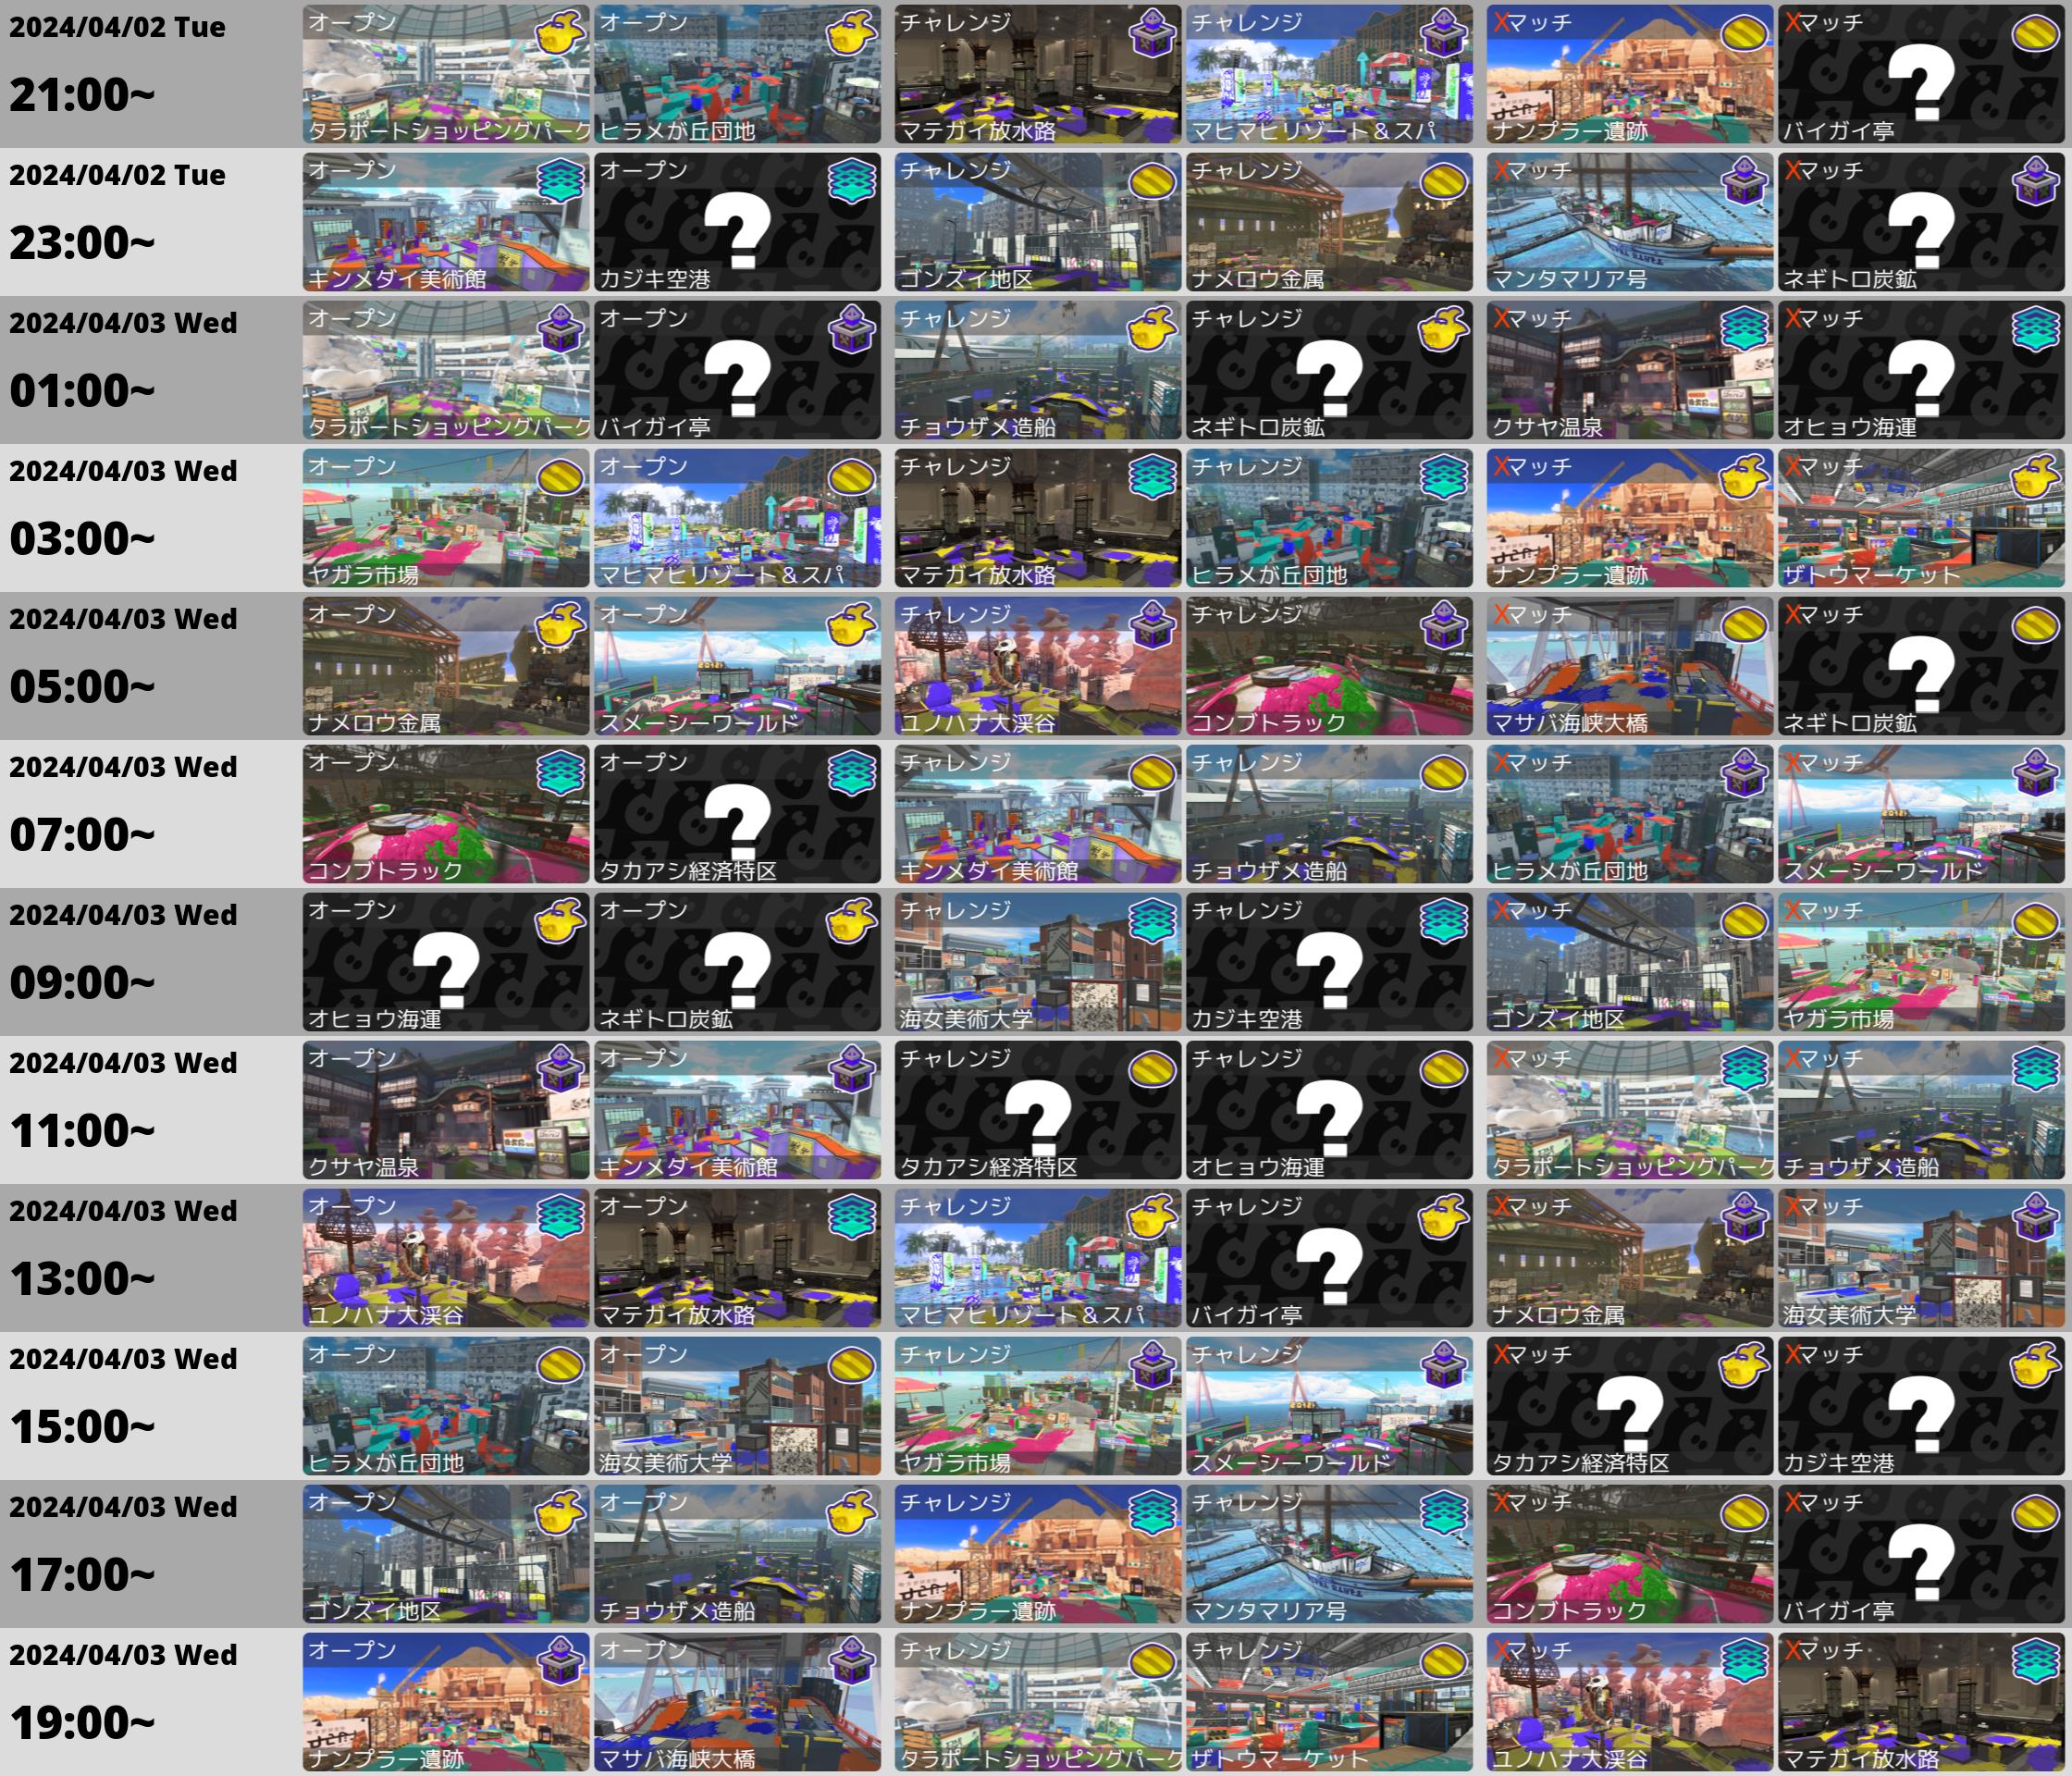 2024/04/02 Tue
21:00~
オープン
タラポートショッピングパーク
オープン
ヒラメが丘団地
チャレンジ
マテガイ放水路
チャレンジ
マヒマヒリゾート＆スパ
Xマッチ
ナンプラー遺跡
Xマッチ
バイガイ亭
2024/04/02 Tue
23:00~
オープン
キンメダイ美術館
オープン
カジキ空港
チャレンジ
ゴンズイ地区
チャレンジ
ナメロウ金属
Xマッチ
マンタマリア号
Xマッチ
ネギトロ炭鉱
2024/04/03 Wed
01:00~
オープン
タラポートショッピングパーク
オープン
バイガイ亭
チャレンジ
チョウザメ造船
チャレンジ
ネギトロ炭鉱
Xマッチ
クサヤ温泉
Xマッチ
オヒョウ海運
2024/04/03 Wed
03:00~
オープン
ヤガラ市場
オープン
マヒマヒリゾート＆スパ
チャレンジ
マテガイ放水路
チャレンジ
ヒラメが丘団地
Xマッチ
ナンプラー遺跡
Xマッチ
ザトウマーケット
2024/04/03 Wed
05:00~
オープン
ナメロウ金属
オープン
スメーシーワールド
チャレンジ
ユノハナ大渓谷
チャレンジ
コンブトラック
Xマッチ
マサバ海峡大橋
Xマッチ
ネギトロ炭鉱
2024/04/03 Wed
07:00~
オープン
コンブトラック
オープン
タカアシ経済特区
チャレンジ
キンメダイ美術館
チャレンジ
チョウザメ造船
Xマッチ
ヒラメが丘団地
Xマッチ
スメーシーワールド
2024/04/03 Wed
09:00~
オープン
オヒョウ海運
オープン
ネギトロ炭鉱
チャレンジ
海女美術大学
チャレンジ
カジキ空港
Xマッチ
ゴンズイ地区
Xマッチ
ヤガラ市場
2024/04/03 Wed
11:00~
オープン
クサヤ温泉
オープン
キンメダイ美術館
チャレンジ
タカアシ経済特区
チャレンジ
オヒョウ海運
Xマッチ
タラポートショッピングパーク
Xマッチ
チョウザメ造船
2024/04/03 Wed
13:00~
オープン
ユノハナ大渓谷
オープン
マテガイ放水路
チャレンジ
マヒマヒリゾート＆スパ
チャレンジ
バイガイ亭
Xマッチ
ナメロウ金属
Xマッチ
海女美術大学
2024/04/03 Wed
15:00~
オープン
ヒラメが丘団地
オープン
海女美術大学
チャレンジ
ヤガラ市場
チャレンジ
スメーシーワールド
Xマッチ
タカアシ経済特区
Xマッチ
カジキ空港
2024/04/03 Wed
17:00~
オープン
ゴンズイ地区
オープン
チョウザメ造船
チャレンジ
ナンプラー遺跡
チャレンジ
マンタマリア号
Xマッチ
コンブトラック
Xマッチ
バイガイ亭
2024/04/03 Wed
19:00~
オープン
ナンプラー遺跡
オープン
マサバ海峡大橋
チャレンジ
タラポートショッピングパーク
チャレンジ
ザトウマーケット
Xマッチ
ユノハナ大渓谷
Xマッチ
マテガイ放水路